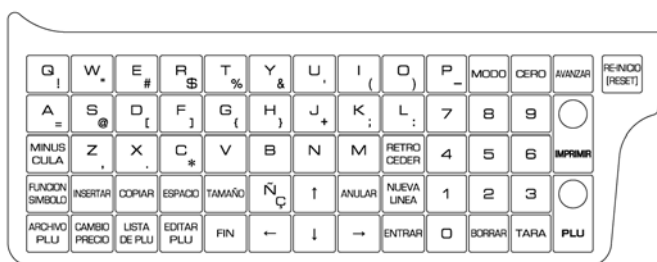 Q ! W " E # R $ T % Y & U ' I ( O ) P _ MODO CERO AVANZAR RE-INICIO [RESET]
A = S @ D [ F ] G { H } J + K ; L : 7 8 9
MINUS CULA Z , X . C * V B N M RETRO CEDER 4 5 6 IMPRIMIR
FUNCION SIMBOLO INSERTAR COPIAR ESPACIO TAMAÑO Ñ Ç ↑ ANULAR NUEVA LINEA 1 2 3
ARCHIVO PLU CAMBIO PRECIO LISTA DE PLU EDITAR PLU FIN ← ↓ → ENTRAR 0 BORRAR TARA PLU